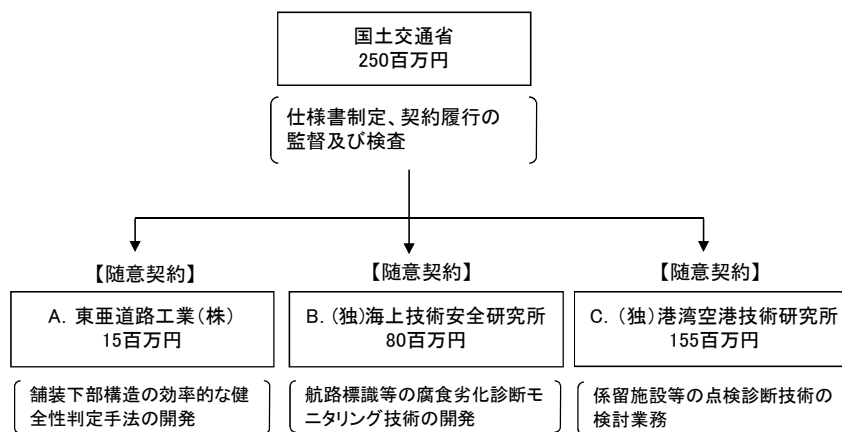 国土交通省
250百万円
仕様書制定、契約履行の
監督及び検査
【随意契約】
【随意契約】
【随意契約】
A. 東亜道路工業(株)
15百万円
B. (独)海上技術安全研究所
80百万円
C. (独)港湾空港技術研究所
155百万円
舗装下部構造の効率的な健
全性判定手法の開発
航路標識等の腐食劣化診断モ
ニタリング技術の開発
係留施設等の点検診断技術の
検討業務